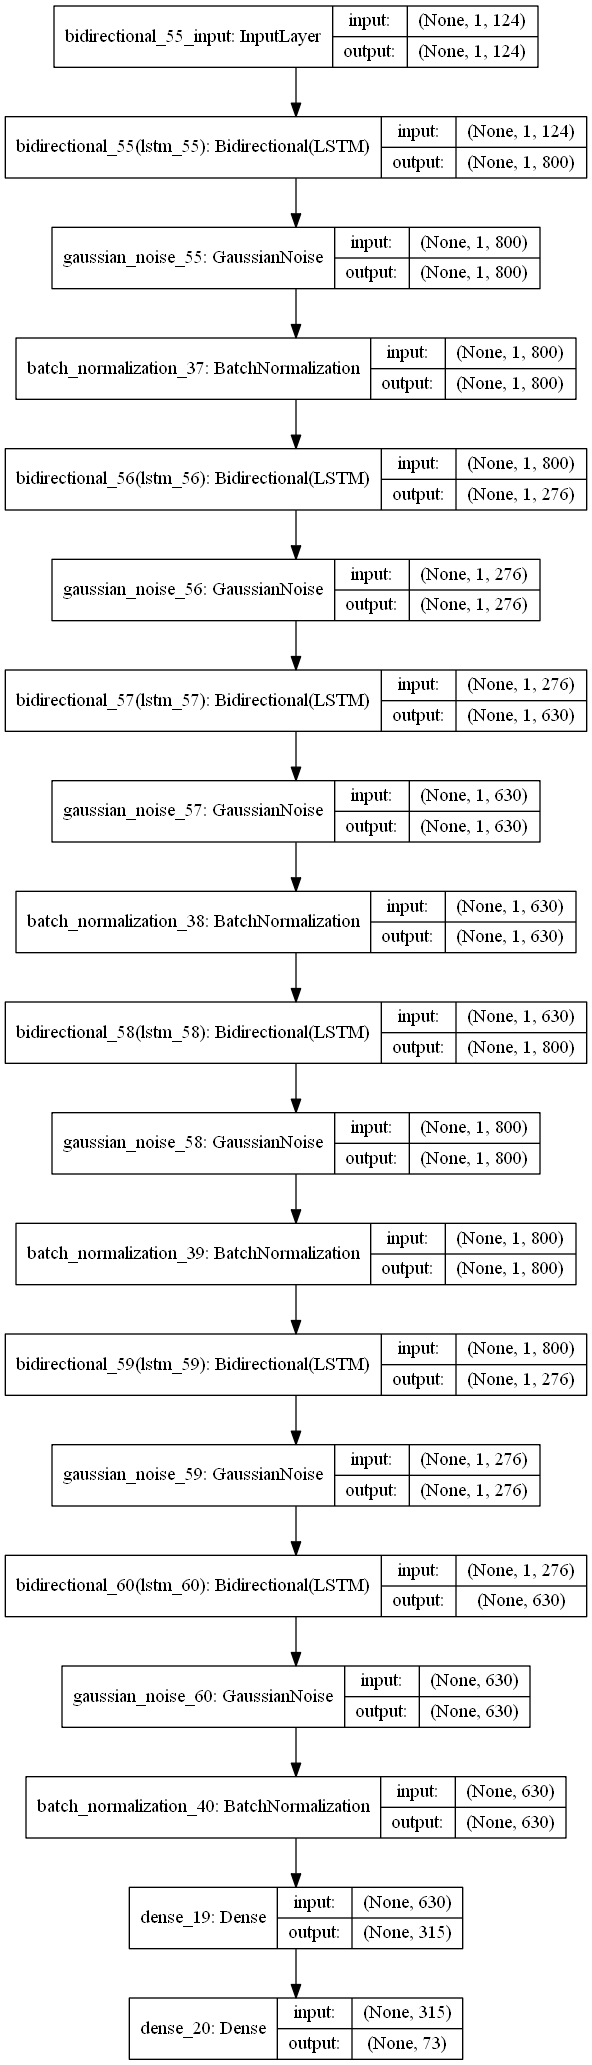 bidirectional_55_input: InputLayer
input:
(None, 1, 124)
output:
(None, 1, 124)
bidirectional_55(lstm_55): Bidirectional(LSTM)
input:
(None, 1, 124)
output:
(None, 1, 800)
gaussian_noise_55: GaussianNoise
input:
(None, 1, 800)
output:
(None, 1, 800)
batch_normalization_37: BatchNormalization
input:
(None, 1, 800)
output:
(None, 1, 800)
bidirectional_56(lstm_56): Bidirectional(LSTM)
input:
(None, 1, 800)
output:
(None, 1, 276)
gaussian_noise_56: GaussianNoise
input:
(None, 1, 276)
output:
(None, 1, 276)
bidirectional_57(lstm_57): Bidirectional(LSTM)
input:
(None, 1, 276)
output:
(None, 1, 630)
gaussian_noise_57: GaussianNoise
input:
(None, 1, 630)
output:
(None, 1, 630)
batch_normalization_38: BatchNormalization
input:
(None, 1, 630)
output:
(None, 1, 630)
bidirectional_58(lstm_58): Bidirectional(LSTM)
input:
(None, 1, 630)
output:
(None, 1, 800)
gaussian_noise_58: GaussianNoise
input:
(None, 1, 800)
output:
(None, 1, 800)
batch_normalization_39: BatchNormalization
input:
(None, 1, 800)
output:
(None, 1, 800)
bidirectional_59(lstm_59): Bidirectional(LSTM)
input:
(None, 1, 800)
output:
(None, 1, 276)
gaussian_noise_59: GaussianNoise
input:
(None, 1, 276)
output:
(None, 1, 276)
bidirectional_60(lstm_60): Bidirectional(LSTM)
input:
(None, 1, 276)
output:
(None, 630)
gaussian_noise_60: GaussianNoise
input:
(None, 630)
output:
(None, 630)
batch_normalization_40: BatchNormalization
input:
(None, 630)
output:
(None, 630)
dense_19: Dense
input:
(None, 630)
output:
(None, 315)
dense_20: Dense
input:
(None, 315)
output:
(None, 73)